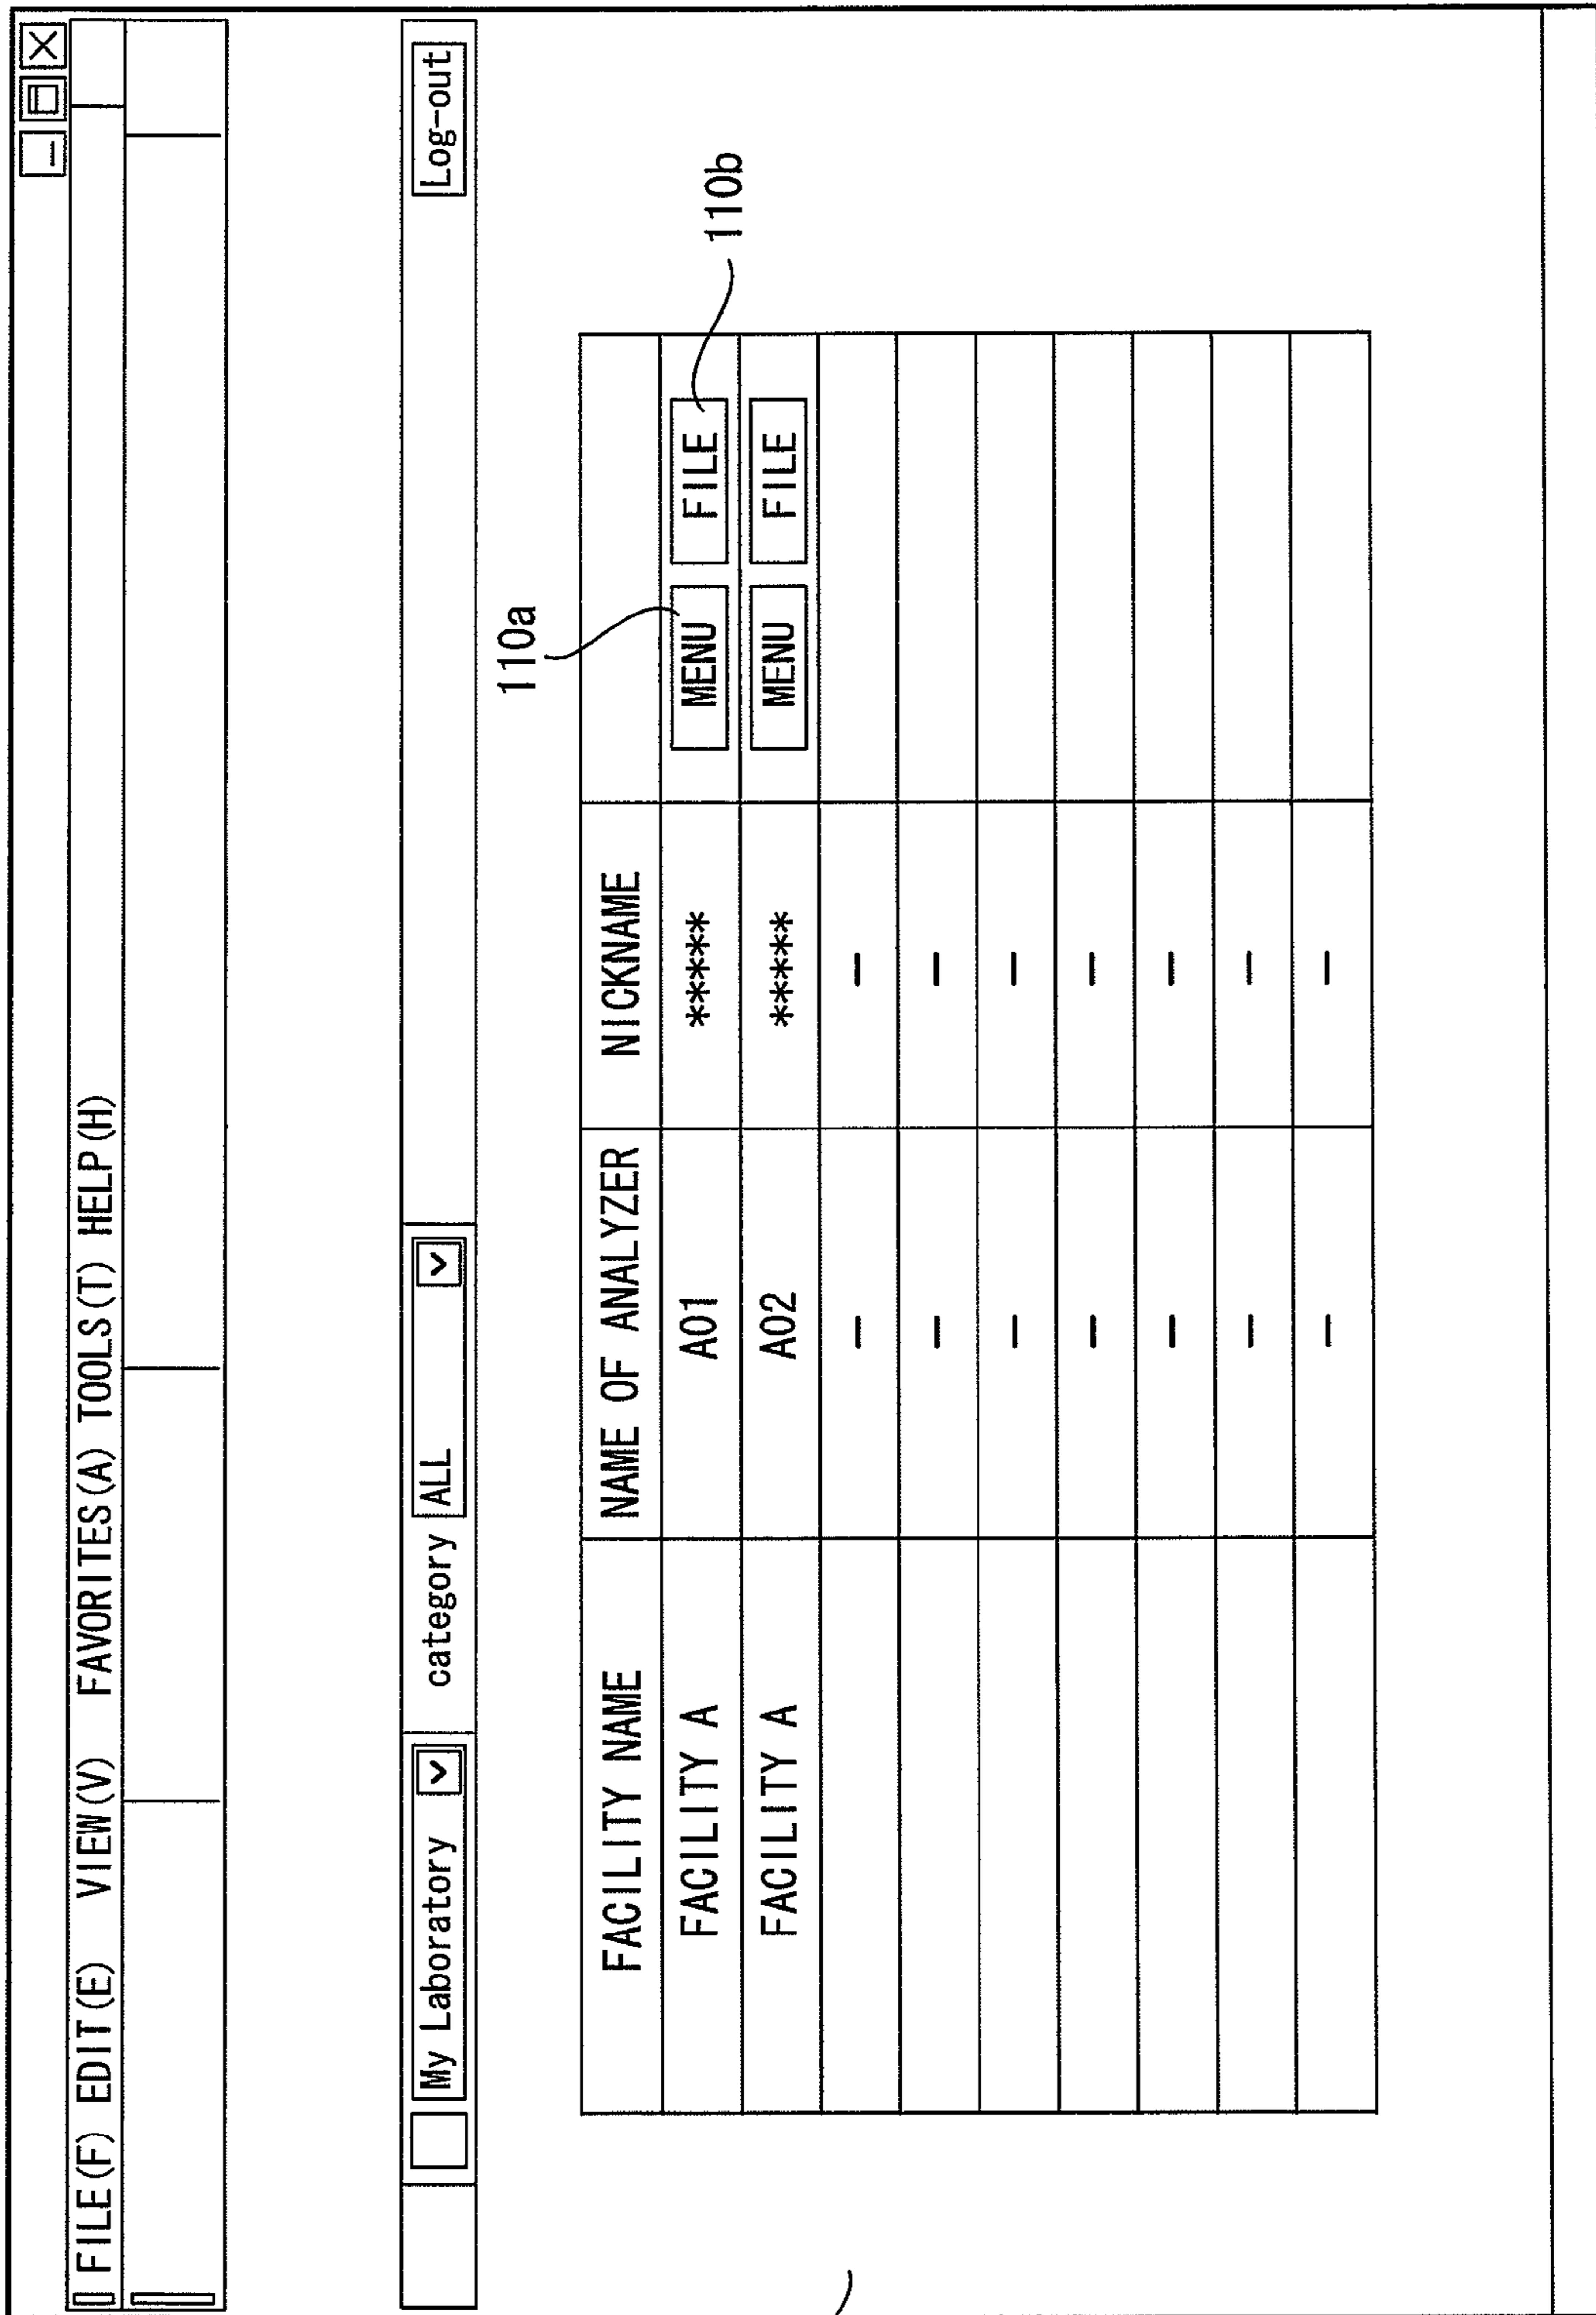 FILE(F) EDIT(E) VIEW(V) FAVORITES(A) TOOLS(T) HELP(H)
My Laboratory category ALL Log-out
110a
110b
FACILITY NAME NAME OF ANALYZER NICKNAME
FACILITY A A01 ***** MENU FILE
FACILITY A A02 ***** MENU FILE
– –
– –
– –
– –
– –
– –
– –